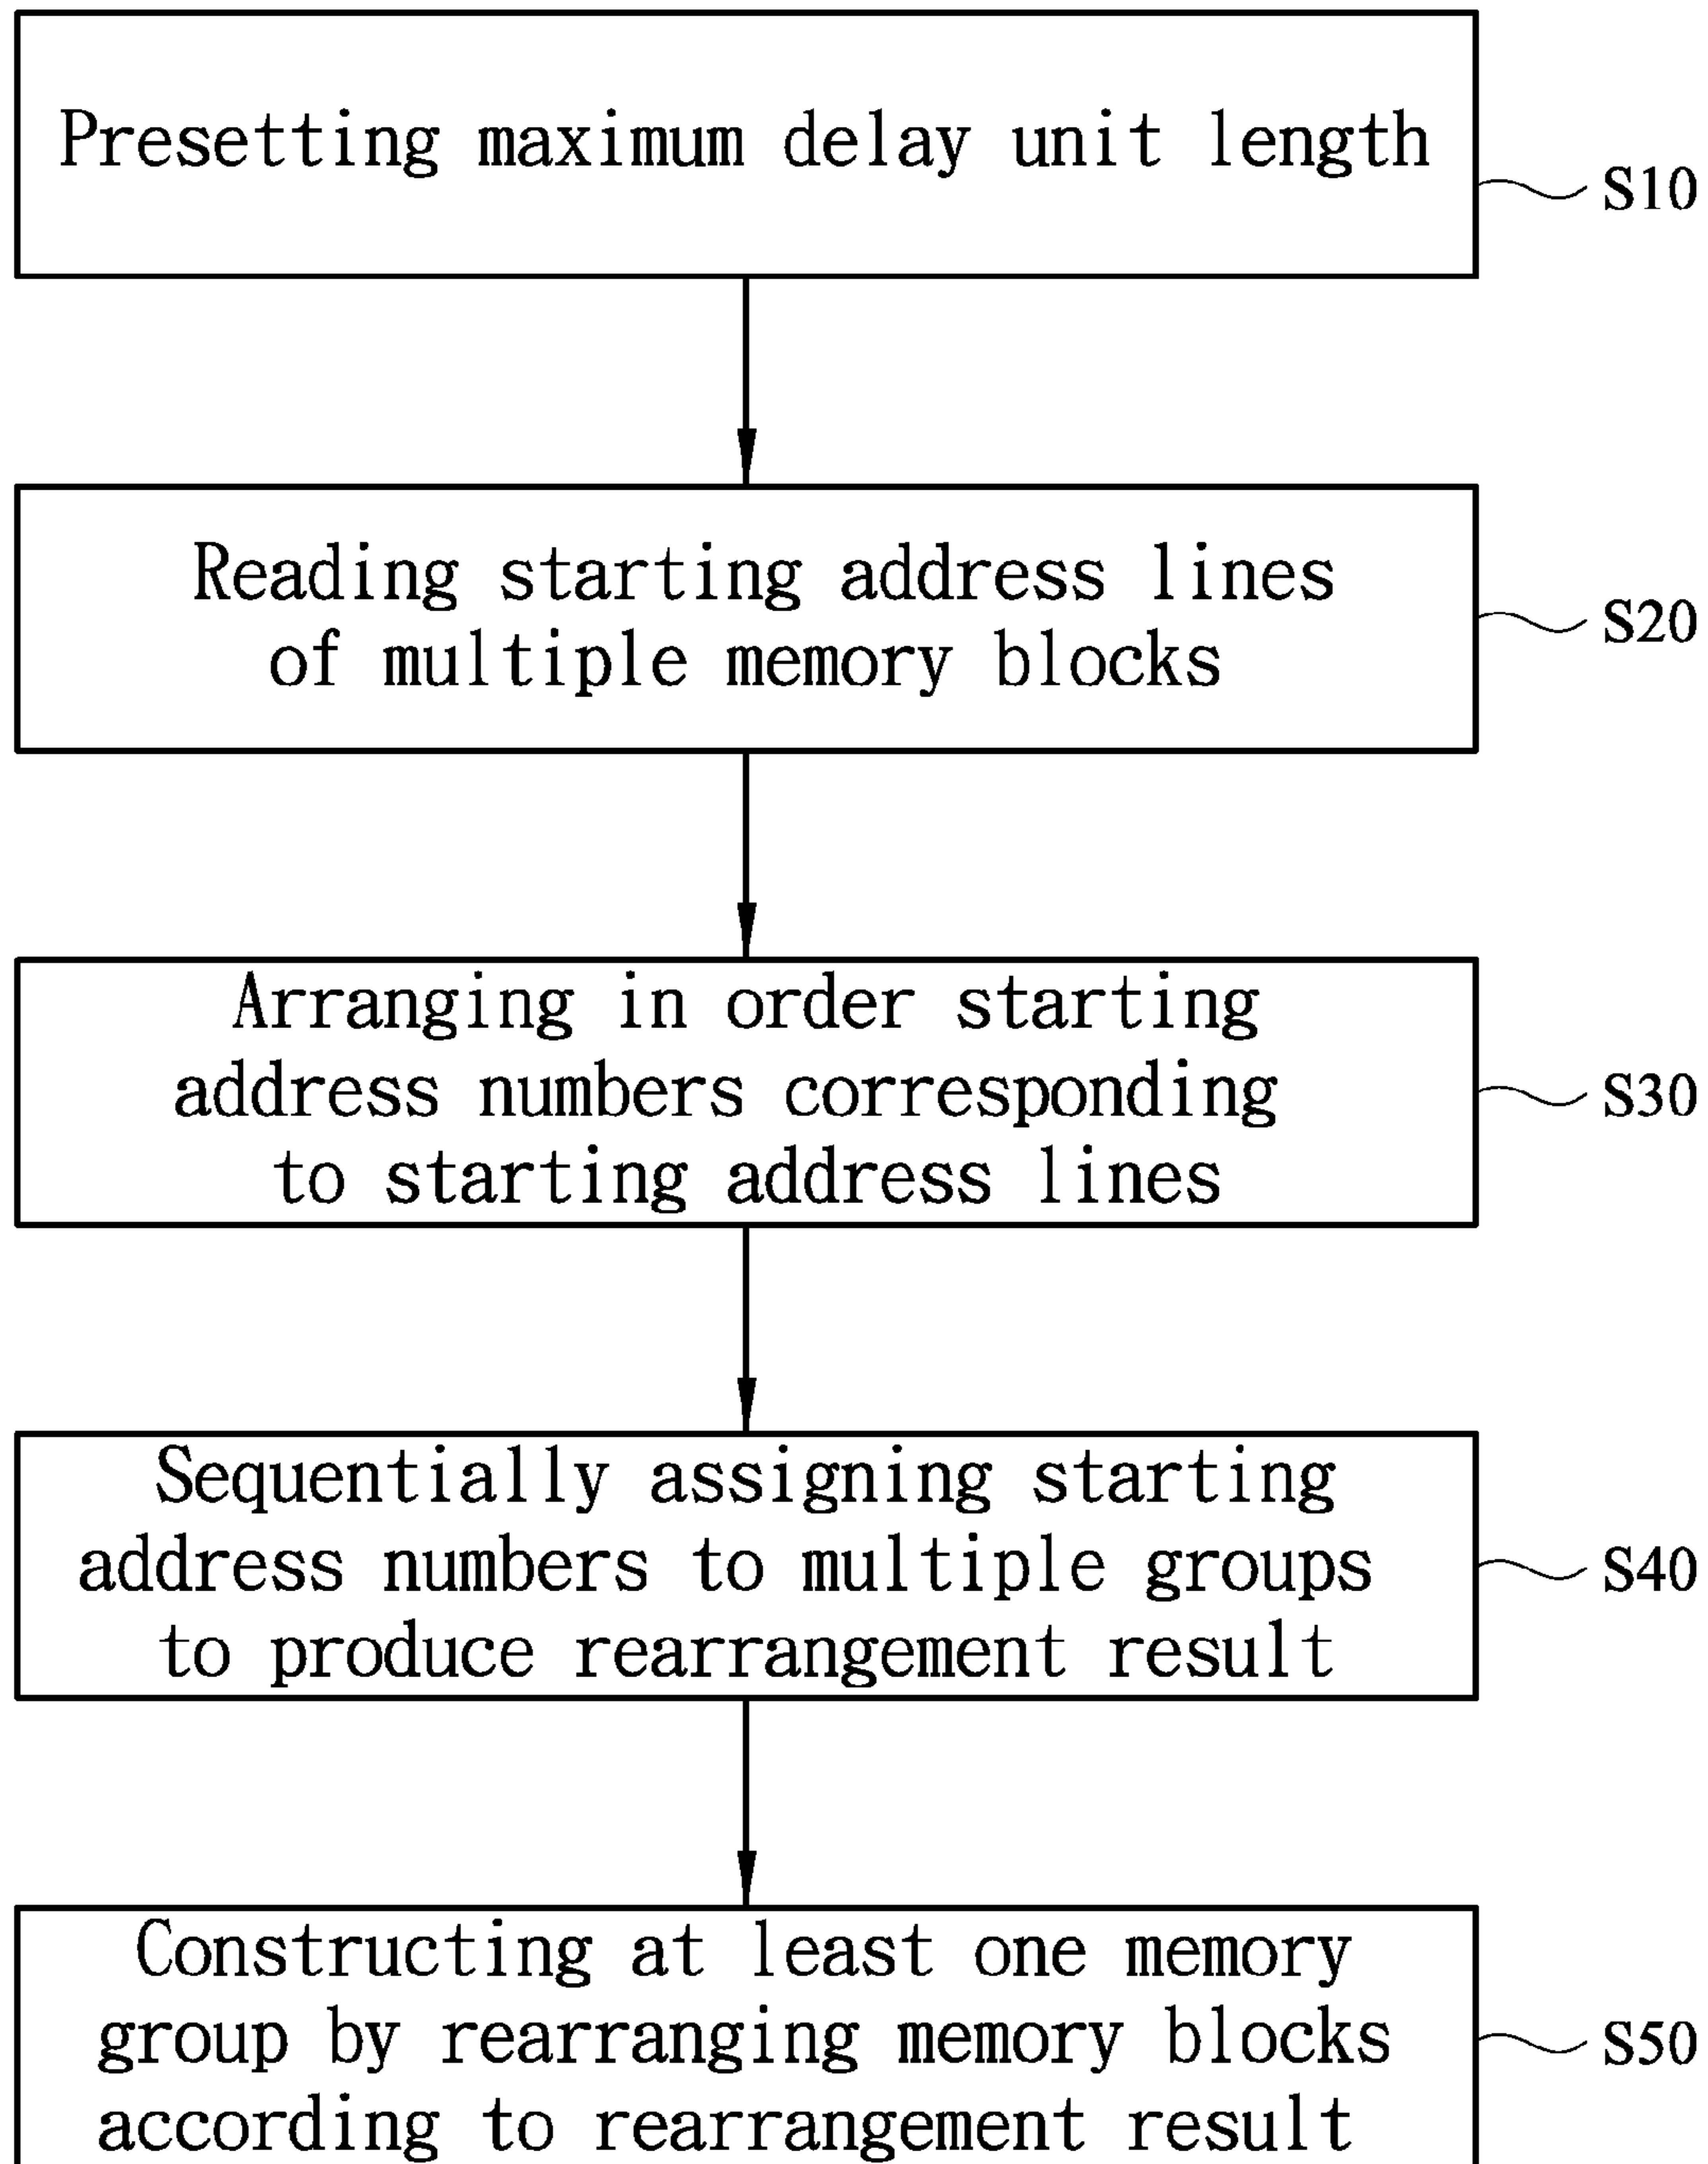 Presetting maximum delay unit length
S10
Reading starting address lines
of multiple memory blocks
S20
Arranging in order starting
address numbers corresponding
to starting address lines
S30
Sequentially assigning starting
address numbers to multiple groups
to produce rearrangement result
S40
Constructing at least one memory
group by rearranging memory blocks
according to rearrangement result
S50